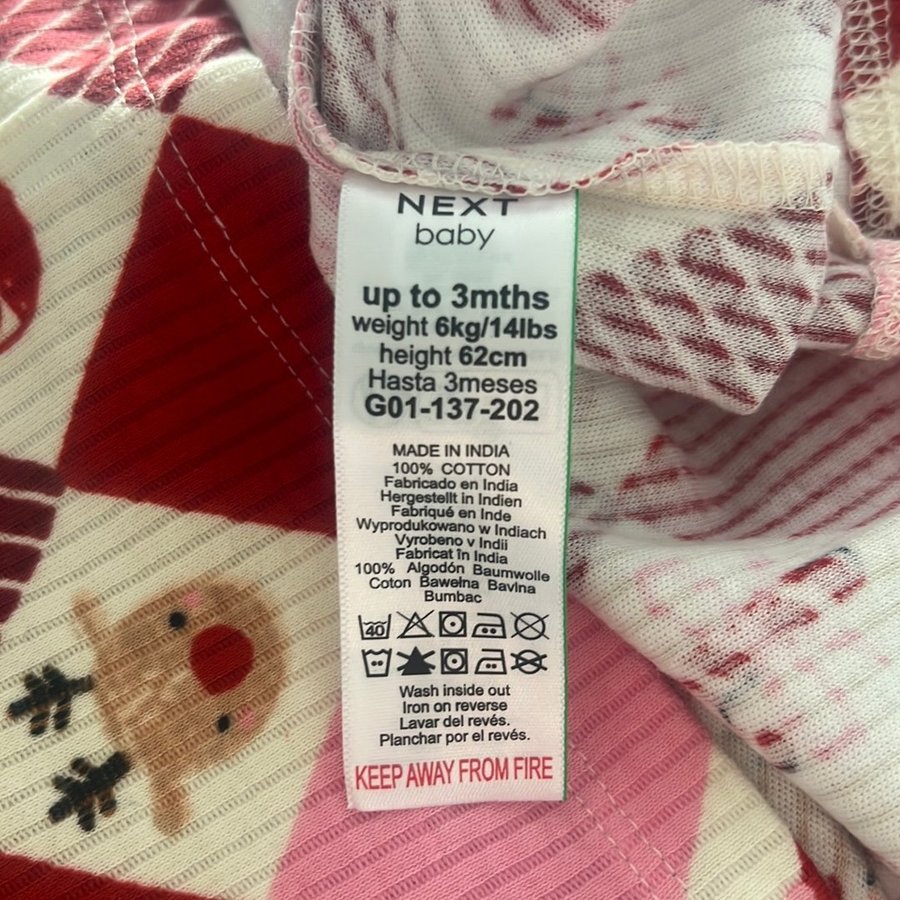 NEXT
baby
up to 3mths
weight 6kg/14lbs
height 62cm
Hasta 3meses
G01-137-202
MADE IN INDIA
100% COTTON
Fabricado en India
Hergestellt in Indien
Fabriqué en Inde
Wyprodukowano w Indiach
Vyrobeno v Indii
Fabricat în India
100% Algodón Baumwolle
Coton Bawełna Bavlna
Bumbac
40
Wash inside out
Iron on reverse
Lavar del revés.
Planchar por el revés.
KEEP AWAY FROM FIRE